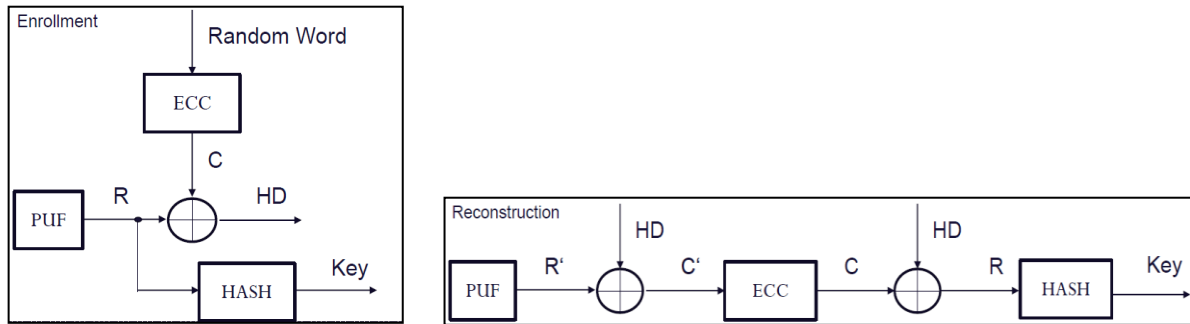 Enrollment
Random Word
ECC
C
R
HD
PUF
HASH
Key
Reconstruction
HD
HD
R‘
C‘
C
R
Key
PUF
ECC
HASH